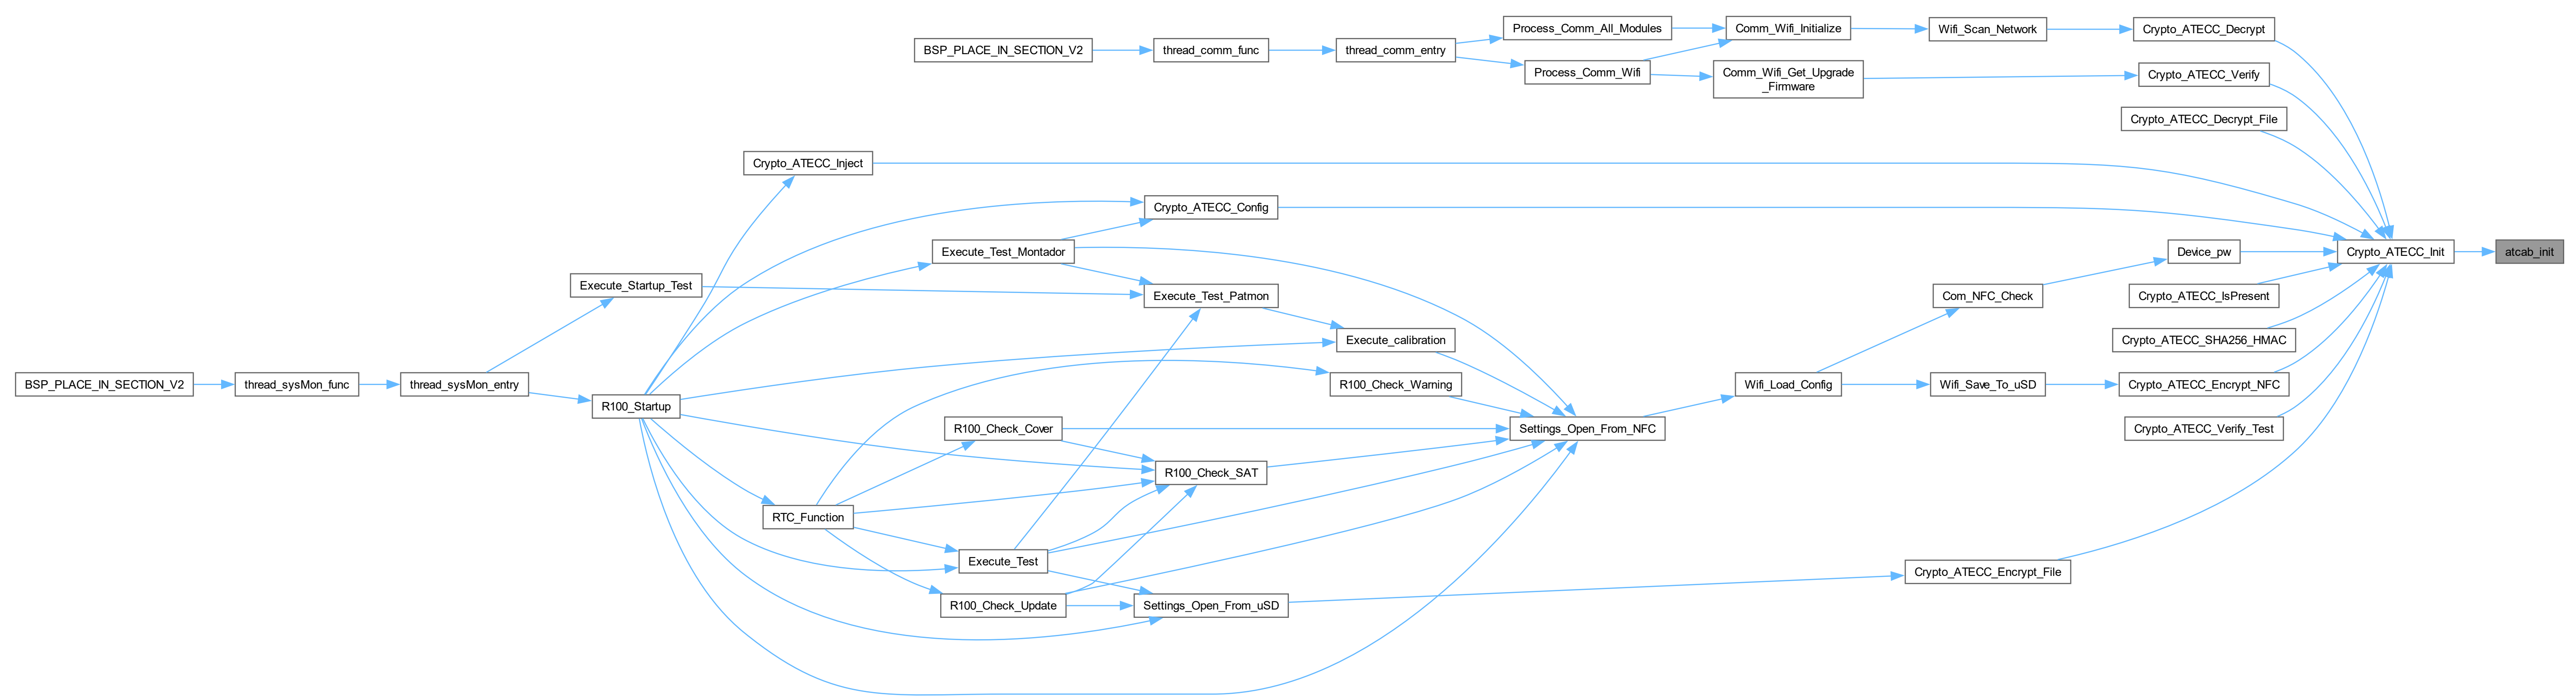 Process_Comm_All_Modules
Comm_Wifi_Initialize
Wifi_Scan_Network
Crypto_ATECC_Decrypt
BSP_PLACE_IN_SECTION_V2
thread_comm_func
thread_comm_entry
Process_Comm_Wifi
Comm_Wifi_Get_Upgrade
_Firmware
Crypto_ATECC_Verify
Crypto_ATECC_Decrypt_File
Crypto_ATECC_Inject
Crypto_ATECC_Config
Execute_Test_Montador
Device_pw
Crypto_ATECC_Init
atcab_init
Execute_Startup_Test
Execute_Test_Patmon
Com_NFC_Check
Crypto_ATECC_IsPresent
Execute_calibration
Crypto_ATECC_SHA256_HMAC
BSP_PLACE_IN_SECTION_V2
thread_sysMon_func
thread_sysMon_entry
R100_Startup
R100_Check_Warning
Wifi_Load_Config
Wifi_Save_To_uSD
Crypto_ATECC_Encrypt_NFC
R100_Check_Cover
Settings_Open_From_NFC
Crypto_ATECC_Verify_Test
R100_Check_SAT
RTC_Function
Execute_Test
Crypto_ATECC_Encrypt_File
R100_Check_Update
Settings_Open_From_uSD